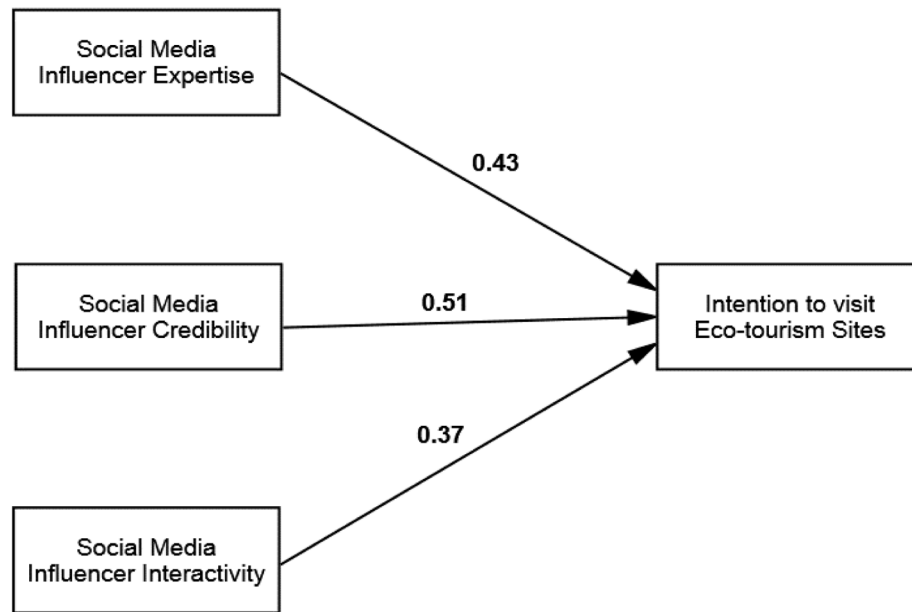 Social Media
Influencer Expertise
0.43
Social Media
Influencer Credibility
0.51
Intention to visit
Eco-tourism Sites
0.37
Social Media
Influencer Interactivity